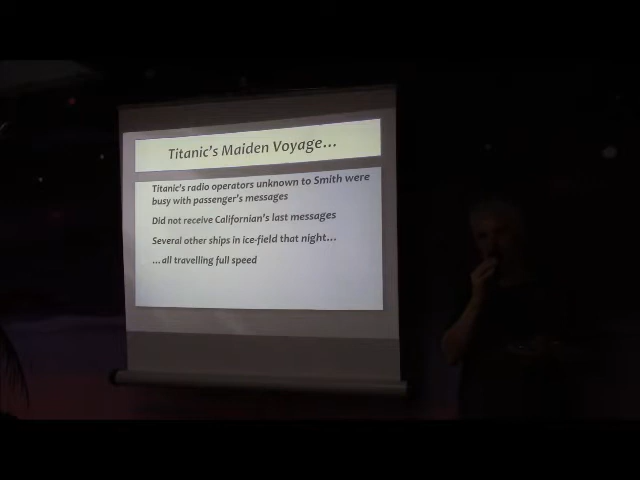 Titanic's Maiden Voyage...
Titanic's radio operators unknown to Smith were
busy with passenger's messages
Did not receive Californian's last messages
Several other ships in ice-field that night...
...all travelling full speed